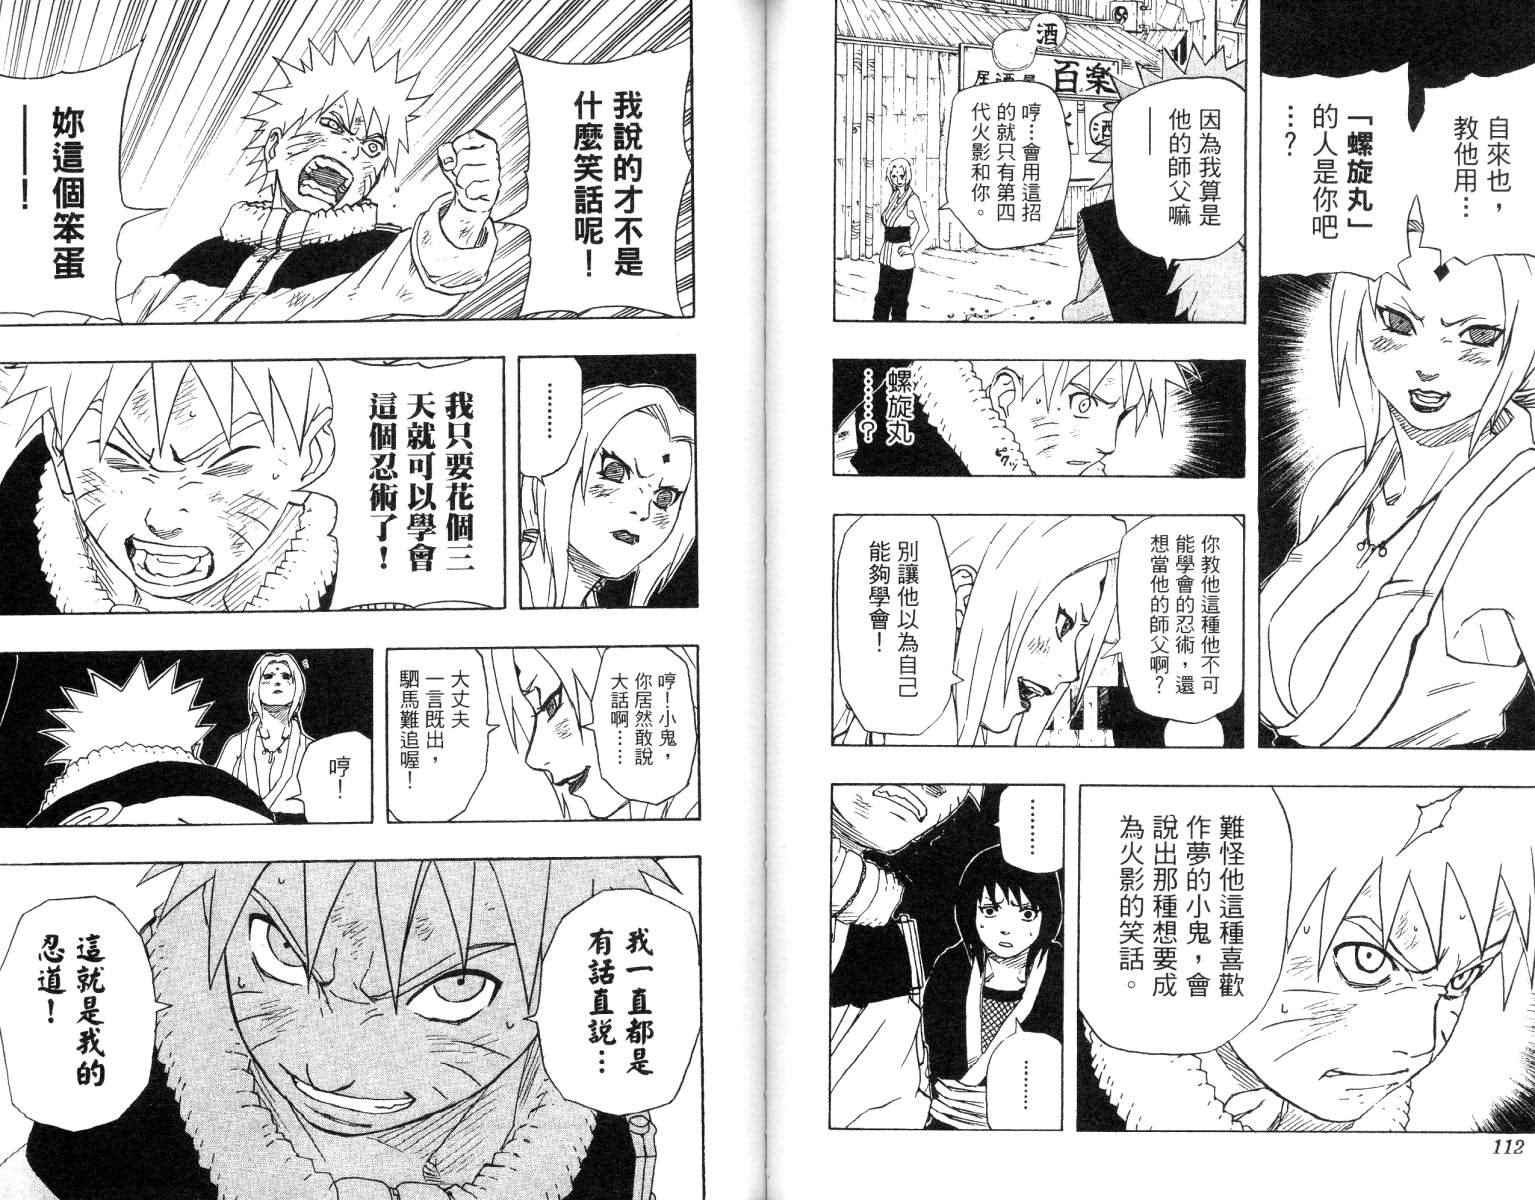 自來也，
教他用…
「螺旋丸」
的人是你吧
…？
因為我算是
他的師父嘛
——
哼…會用這招
的就只有第四
代火影和你。
酒
百楽
居酒屋
酒
螺旋丸
……？
你教他這種他不可
能學會的忍術，還
想當他的師父啊？
別讓他以為自己
能夠學會！
難怪他這種喜歡
作夢的小鬼，會
說出那種想要成
為火影的笑話。
………
………
112
我說的才不是
什麼笑話呢！
妳這個笨蛋
——！
………
我只要花個三
天就可以學會
這個忍術了！
哼！小鬼，
你居然敢說
大話啊……
大丈夫
一言既出，
駟馬難追喔！
哼！
我一直都是
有話直說…
這就是我的
忍道！